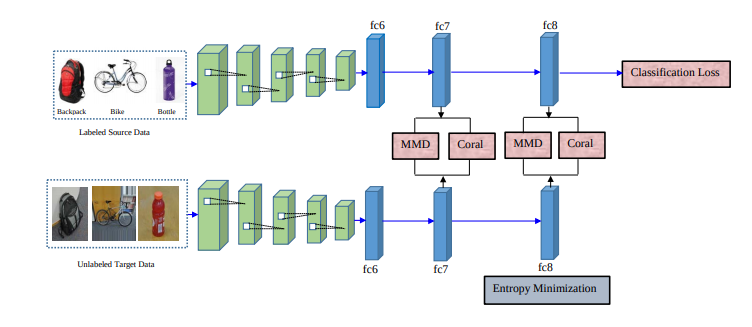 fc6
fc7
fc8
Classification Loss
Backpack
Bike
Bottle
Labeled Source Data
MMD
Coral
MMD
Coral
Unlabeled Target Data
fc6
fc7
fc8
Entropy Minimization